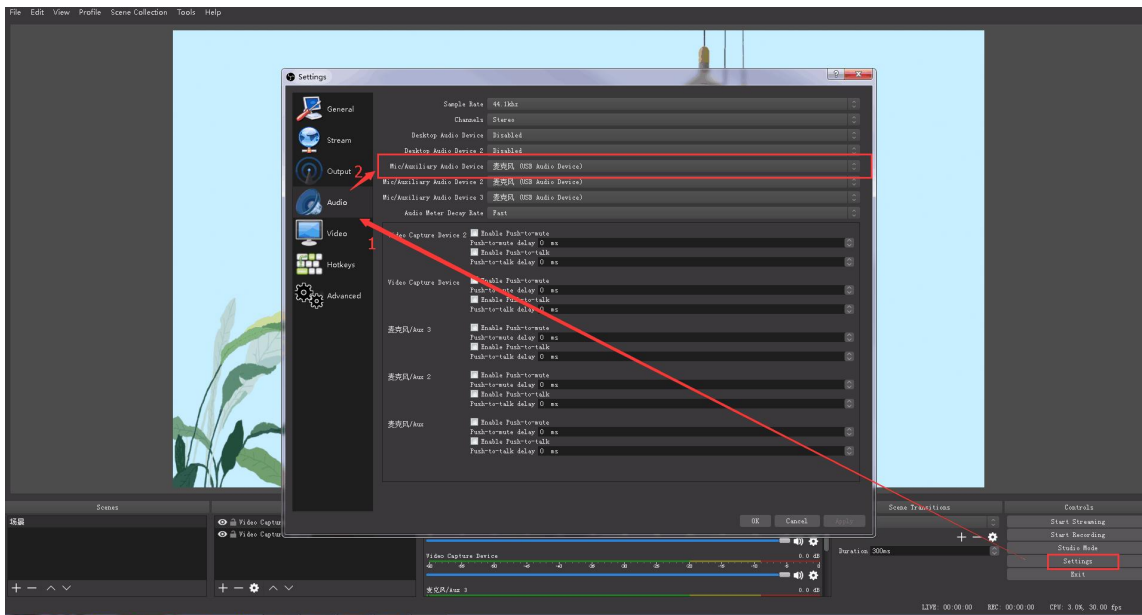 File Edit View Profile Scene Collection Tools Help
Settings
General
Stream
Output
Audio
Video
Hotkeys
Advanced
Sample Rate 44.1khz
Channels Stereo
Desktop Audio Device Disabled
Desktop Audio Device 2 Disabled
2
Mic/Auxiliary Audio Device 麦克风 (USB Audio Device)
Mic/Auxiliary Audio Device 2 麦克风 (USB Audio Device)
Mic/Auxiliary Audio Device 3 麦克风 (USB Audio Device)
Audio Meter Decay Rate Fast
1
Video Capture Device 2 Enable Push-to-mute
Push-to-mute delay 0 ms
Enable Push-to-talk
Push-to-talk delay 0 ms
Video Capture Device Enable Push-to-mute
Push-to-mute delay 0 ms
Enable Push-to-talk
Push-to-talk delay 0 ms
麦克风/Aux 3 Enable Push-to-mute
Push-to-mute delay 0 ms
Enable Push-to-talk
Push-to-talk delay 0 ms
麦克风/Aux 2 Enable Push-to-mute
Push-to-mute delay 0 ms
Enable Push-to-talk
Push-to-talk delay 0 ms
麦克风/Aux Enable Push-to-mute
Push-to-mute delay 0 ms
Enable Push-to-talk
Push-to-talk delay 0 ms
OK Cancel Apply
Scenes
场景
Video Captur
Video Captur
Video Capture Device 0.0 dB
麦克风/Aux 3 0.0 dB
Scene Transitions
Duration 300ms
Controls
Start Streaming
Start Recording
Studio Mode
Settings
Exit
LIVE: 00:00:00 REC: 00:00:00 CPU: 3.0%, 30.00 fps